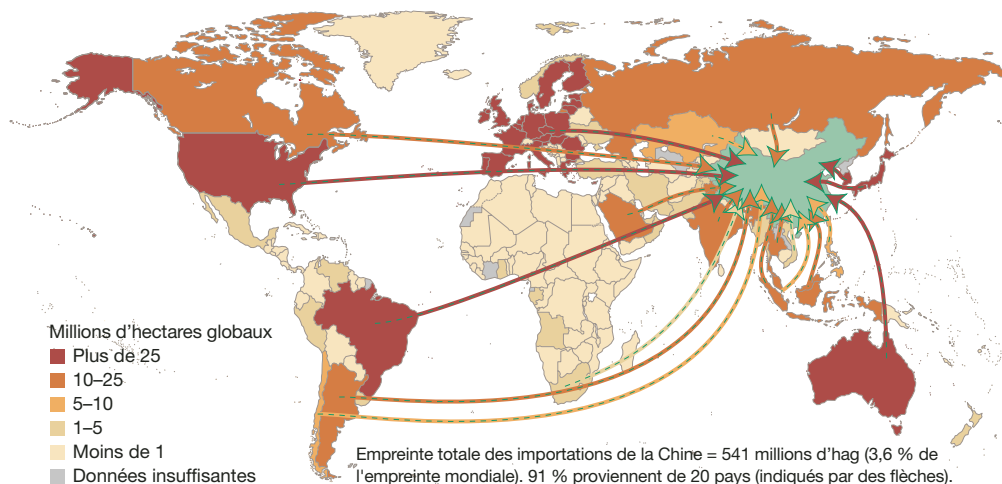 Millions d'hectares globaux
Plus de 25
10–25
5–10
1–5
Moins de 1
Données insuffisantes
Empreinte totale des importations de la Chine = 541 millions d'hag (3,6 % de
l'empreinte mondiale). 91 % proviennent de 20 pays (indiqués par des flèches).